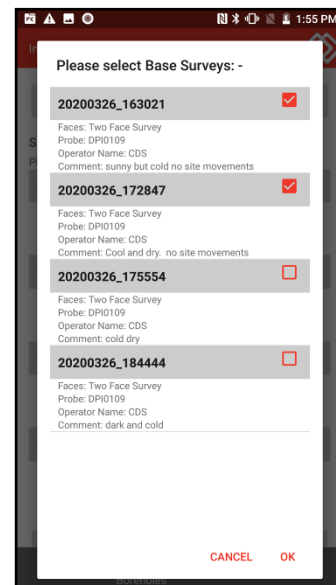 1:55 PM
In
Please select Base Surveys: -
20200326_163021
Faces: Two Face Survey
Probe: DPI0109
Operator Name: CDS
Comment: sunny but cold no site movements
20200326_172847
Faces: Two Face Survey
Probe: DPI0109
Operator Name: CDS
Comment: Cool and dry.  no site movements
20200326_175554
Faces: Two Face Survey
Probe: DPI0109
Operator Name: CDS
Comment: cold dry
20200326_184444
Faces: Two Face Survey
Probe: DPI0109
Operator Name: CDS
Comment: dark and cold
CANCEL OK
Boreholes